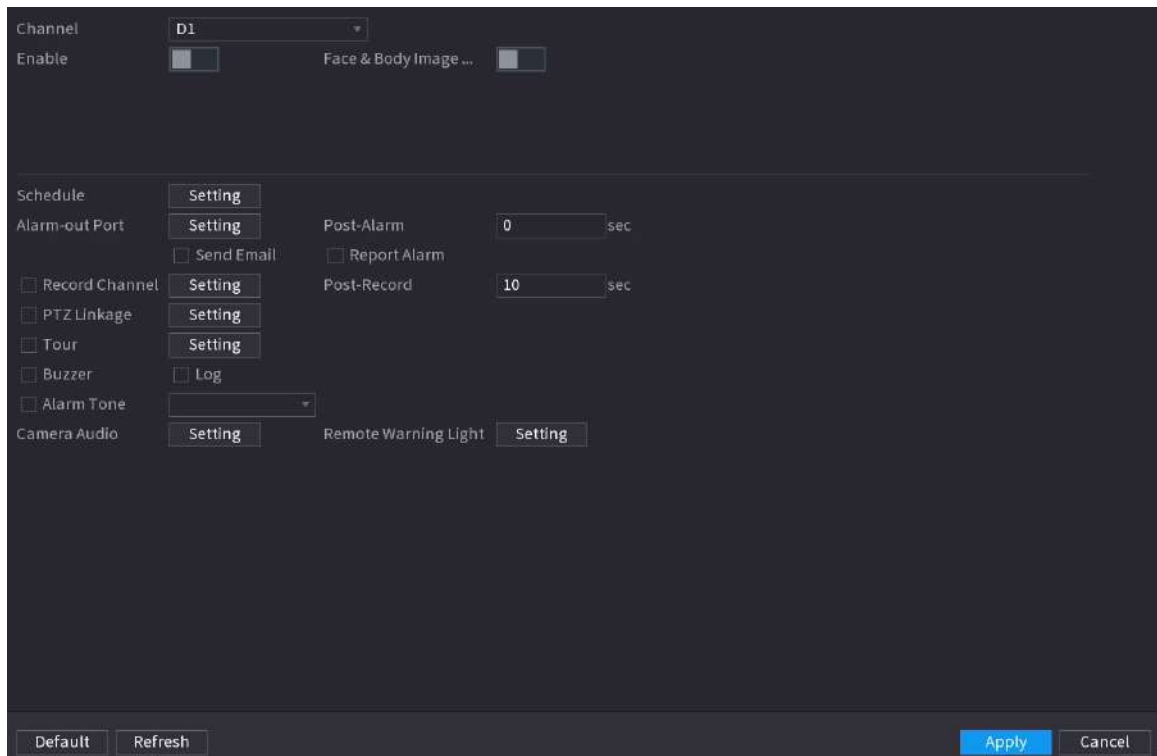 Channel D1
Enable Face & Body Image ...
Schedule Setting
Alarm-out Port Setting Post-Alarm 0 sec
Send Email Report Alarm
Record Channel Setting Post-Record 10 sec
PTZ Linkage Setting
Tour Setting
Buzzer Log
Alarm Tone
Camera Audio Setting Remote Warning Light Setting
Default Refresh Apply Cancel